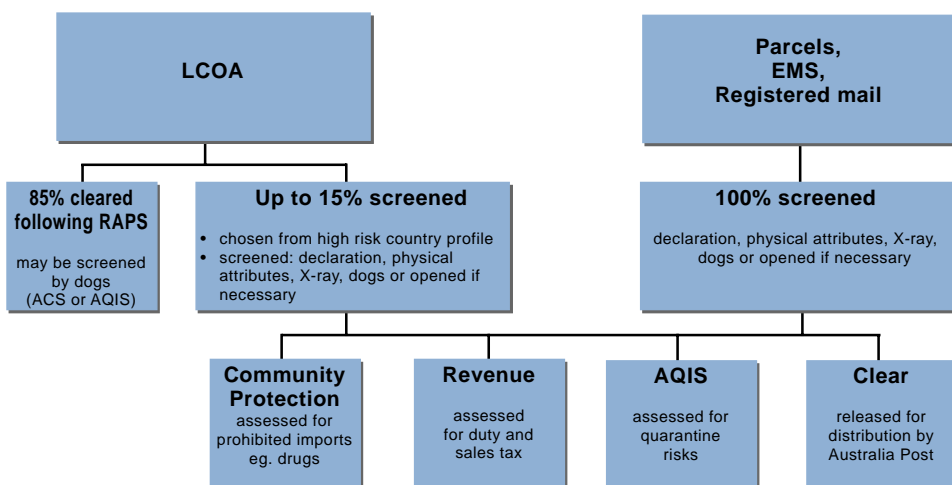 LCOA
Parcels,
EMS,
Registered mail
85% cleared
following RAPS
may be screened
by dogs
(ACS or AQIS)
Up to 15% screened
• chosen from high risk country profile
• screened: declaration, physical
attributes, X-ray, dogs or opened if
necessary
100% screened
declaration, physical attributes, X-ray,
dogs or opened if necessary
Community
Protection
assessed for
prohibited imports
eg. drugs
Revenue
assessed
for duty and
sales tax
AQIS
assessed for
quarantine
risks
Clear
released for
distribution by
Australia Post